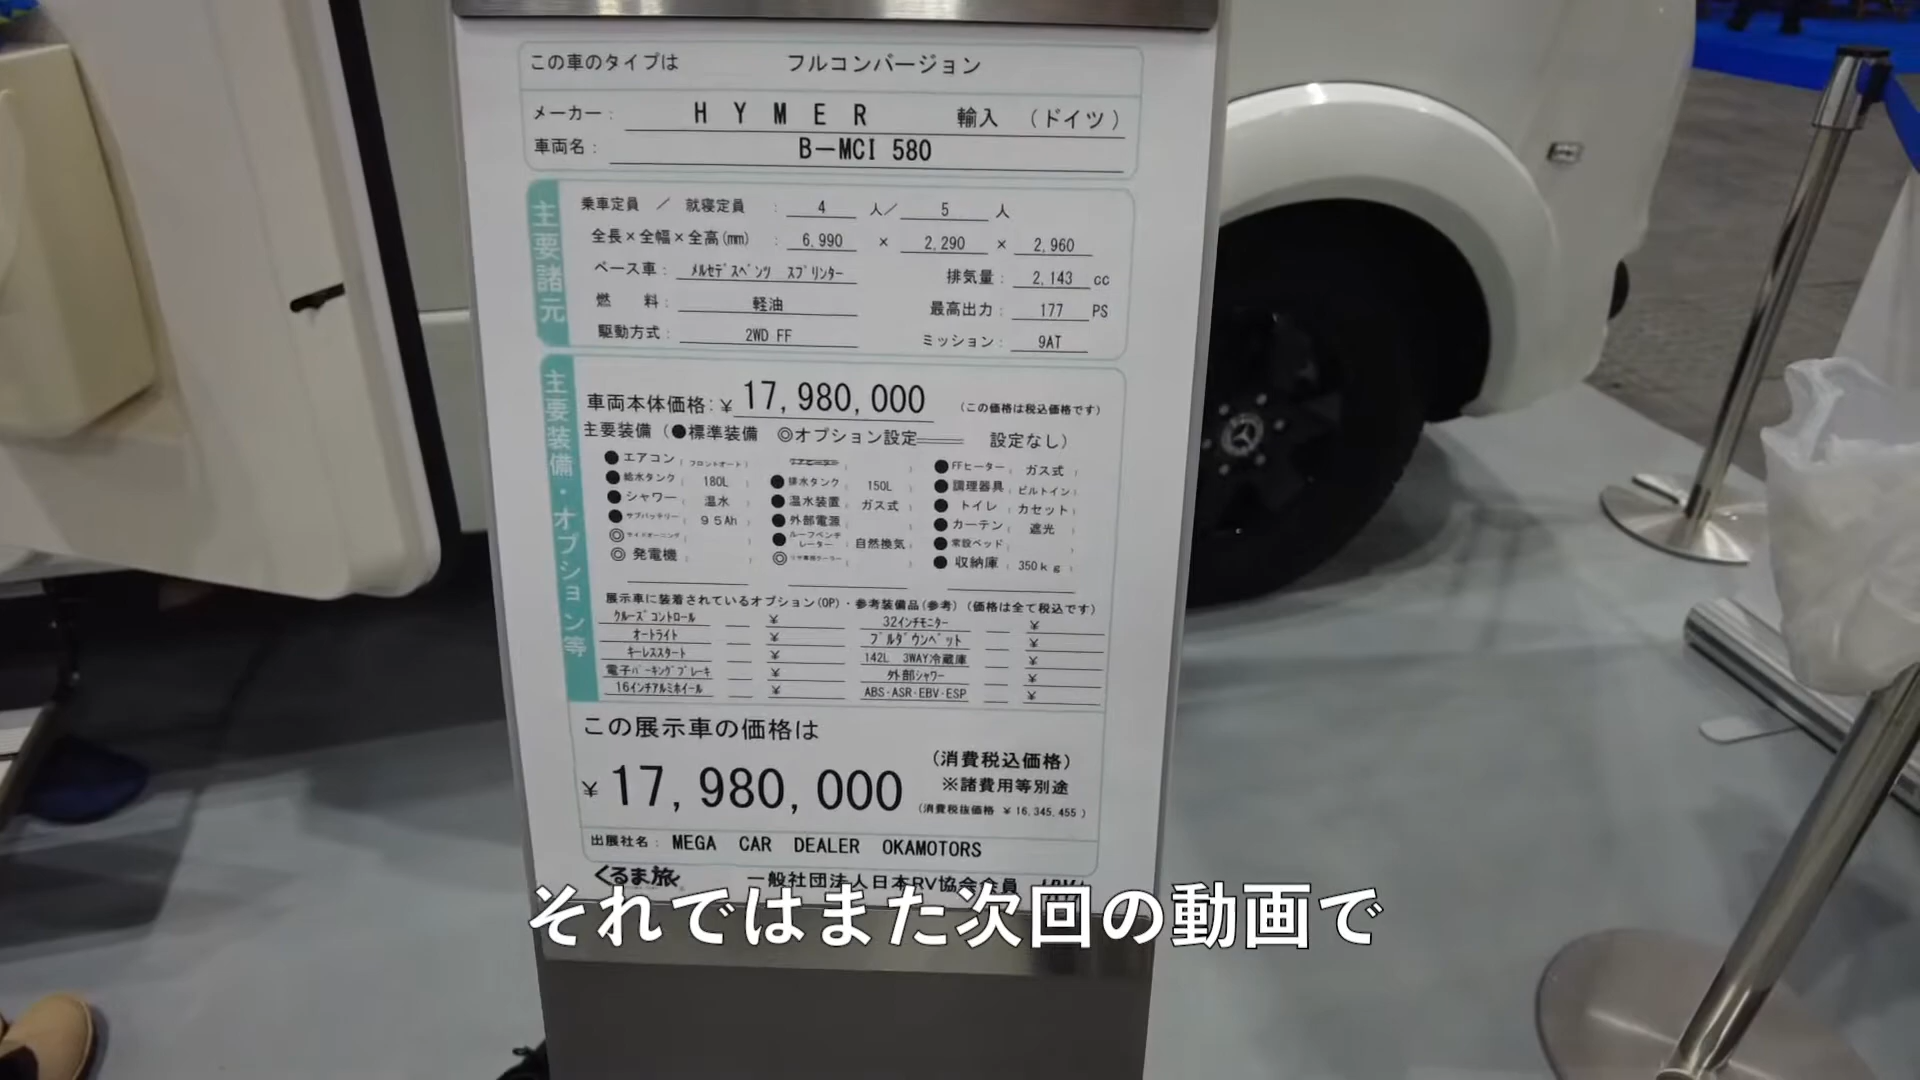 この車のタイプは フルコンバージョン
メーカー: HYMER 輸入 (ドイツ)
車両名: B-MCI 580
主要諸元
乗車定員 / 就寝定員 : 4 人/ 5 人
全長×全幅×全高(mm) : 6,990 × 2,290 × 2,960
ベース車: メルセデスベンツ スプリンター 排気量: 2,143 cc
燃 料: 軽油 最高出力: 177 PS
駆動方式: 2WD FF ミッション: 9AT
主要装備・オプション等
車両本体価格:¥ 17,980,000 (この価格は税込価格です)
主要装備 (●標準装備 ◎オプション設定 設定なし)
●エアコン ( フロントオート ) ●FFヒーター ( ガス式 )
●給水タンク ( 180L ) ●排水タンク ( 150L ) ●調理器具 ( ビルトイン )
●シャワー ( 温水 ) ●温水装置 ( ガス式 ) ●トイレ ( カセット )
●サブバッテリー ( 95Ah ) ●外部電源 ●カーテン ( 遮光 )
◎サイドオーニング ●ルーフベンチレーター ( 自然換気 ) ●常設ベッド
◎発電機 ( ) ◎ ●収納庫 ( 350kg )
展示車に装着されているオプション(OP)・参考装備品(参考) (価格は全て税込です)
クルーズコントロール ¥ 32インチモニター ¥
オートライト ¥ プルダウンベット ¥
キーレススタート ¥ 142L 3WAY冷蔵庫 ¥
電子パーキングブレーキ ¥ 外部シャワー ¥
16インチアルミホイール ¥ ABS・ASR・EBV・ESP ¥
この展示車の価格は
(消費税込価格)
¥ 17,980,000 ※諸費用等別途
(消費税抜価格 ¥ 16,345,455 )
出展社名: MEGA CAR DEALER OKAMOTORS
くるま旅 一般社団法人日本RV協会会員
それではまた次回の動画で